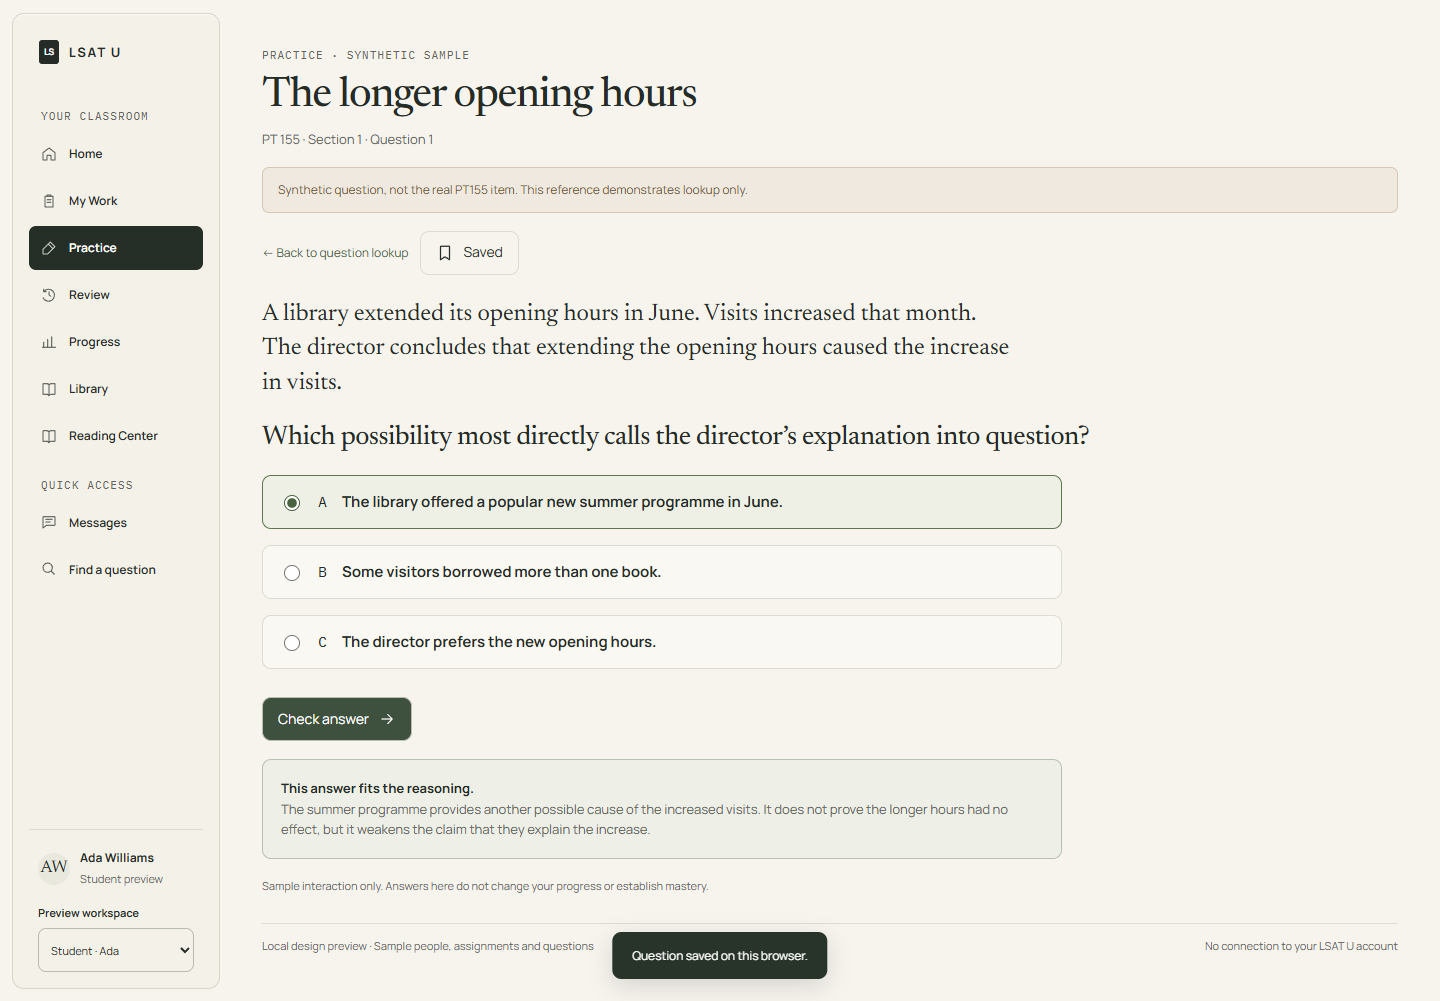 LS LSAT U
YOUR CLASSROOM
Home
My Work
Practice
Review
Progress
Library
Reading Center
QUICK ACCESS
Messages
Find a question
AW
Ada Williams
Student preview
Preview workspace
Student · Ada
PRACTICE · SYNTHETIC SAMPLE
The longer opening hours
PT 155 · Section 1 · Question 1
Synthetic question, not the real PT155 item. This reference demonstrates lookup only.
← Back to question lookup
Saved
A library extended its opening hours in June. Visits increased that month.
The director concludes that extending the opening hours caused the increase
in visits.
Which possibility most directly calls the director’s explanation into question?
A The library offered a popular new summer programme in June.
B Some visitors borrowed more than one book.
C The director prefers the new opening hours.
Check answer →
This answer fits the reasoning.
The summer programme provides another possible cause of the increased visits. It does not prove the longer hours had no
effect, but it weakens the claim that they explain the increase.
Sample interaction only. Answers here do not change your progress or establish mastery.
Local design preview · Sample people, assignments and questions
Question saved on this browser.
No connection to your LSAT U account